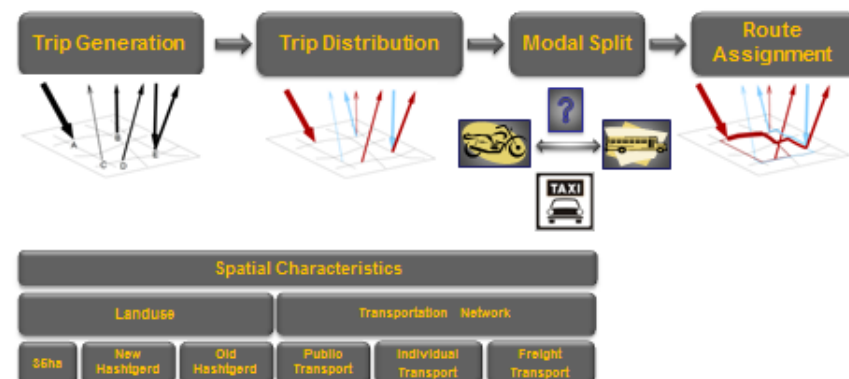 Trip Generation
Trip Distribution
Modal Split
Route
Assignment
A
B
C
D
E
?
TAXI
Spatial Characteristics
Landuse
Transportation Network
35ha
New
Hashtgerd
Old
Hashtgerd
Public
Transport
Individual
Transport
Freight
Transport